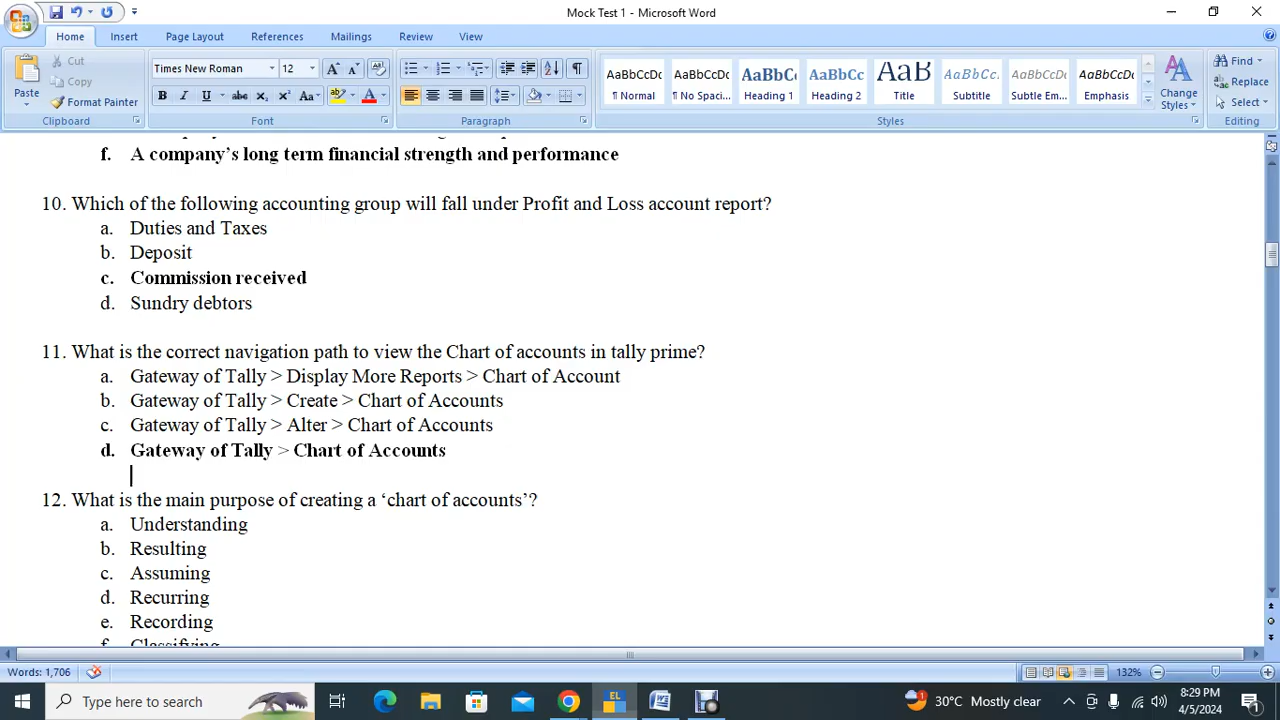 Mock Test 1 - Microsoft Word
Home Insert Page Layout References Mailings Review View
Paste Cut Copy Format Painter Clipboard
Times New Roman 12 Font
Paragraph
AaBbCcDc AaBbCcDc AaBbC AaBbCc AaB AaBbCc. AaBbCcDc AaBbCcDc
¶ Normal ¶ No Spaci... Heading 1 Heading 2 Title Subtitle Subtle Em... Emphasis
Change Styles Styles
Find Replace Select Editing
f. A company’s long term financial strength and performance
10. Which of the following accounting group will fall under Profit and Loss account report?
a. Duties and Taxes
b. Deposit
c. Commission received
d. Sundry debtors
11. What is the correct navigation path to view the Chart of accounts in tally prime?
a. Gateway of Tally > Display More Reports > Chart of Account
b. Gateway of Tally > Create > Chart of Accounts
c. Gateway of Tally > Alter > Chart of Accounts
d. Gateway of Tally > Chart of Accounts
12. What is the main purpose of creating a ‘chart of accounts’?
a. Understanding
b. Resulting
c. Assuming
d. Recurring
e. Recording
f. Classifying
Words: 1,706 132%
Type here to search 30°C Mostly clear 8:29 PM
4/5/2024